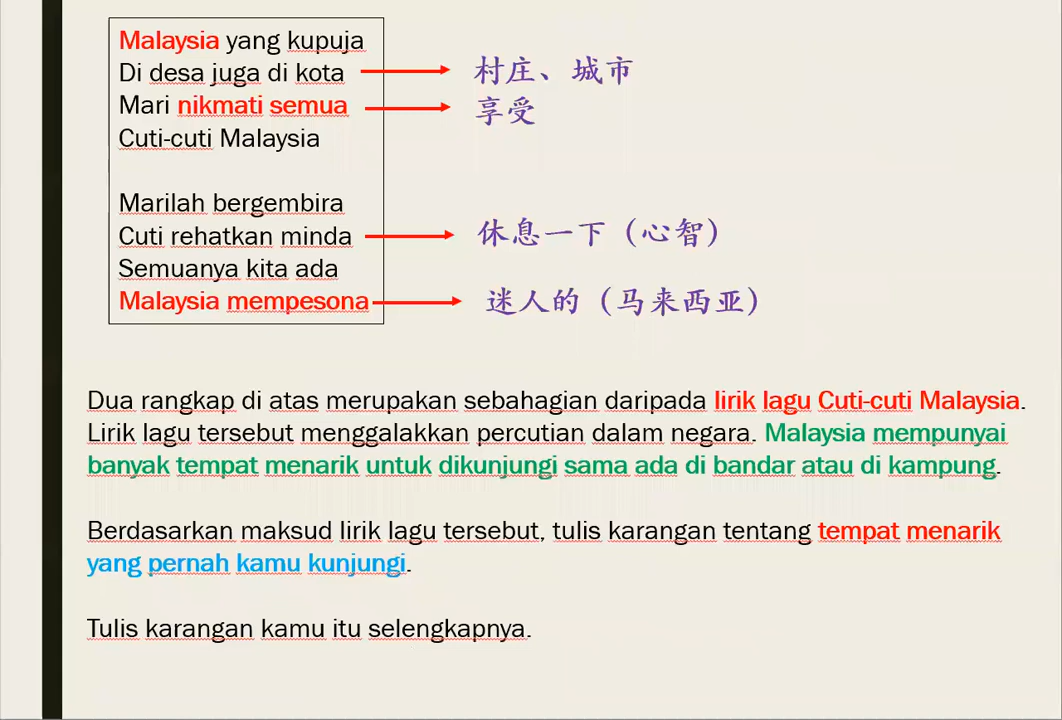 Malaysia yang kupuja
Di desa juga di kota
村庄、城市
Mari nikmati semua
享受
Cuti-cuti Malaysia
Marilah bergembira
Cuti rehatkan minda
休息一下（心智）
Semuanya kita ada
Malaysia mempesona
迷人的（马来西亚）
Dua rangkap di atas merupakan sebahagian daripada lirik lagu Cuti-cuti Malaysia.
Lirik lagu tersebut menggalakkan percutian dalam negara. Malaysia mempunyai
banyak tempat menarik untuk dikunjungi sama ada di bandar atau di kampung.
Berdasarkan maksud lirik lagu tersebut, tulis karangan tentang tempat menarik
yang pernah kamu kunjungi.
Tulis karangan kamu itu selengkapnya.